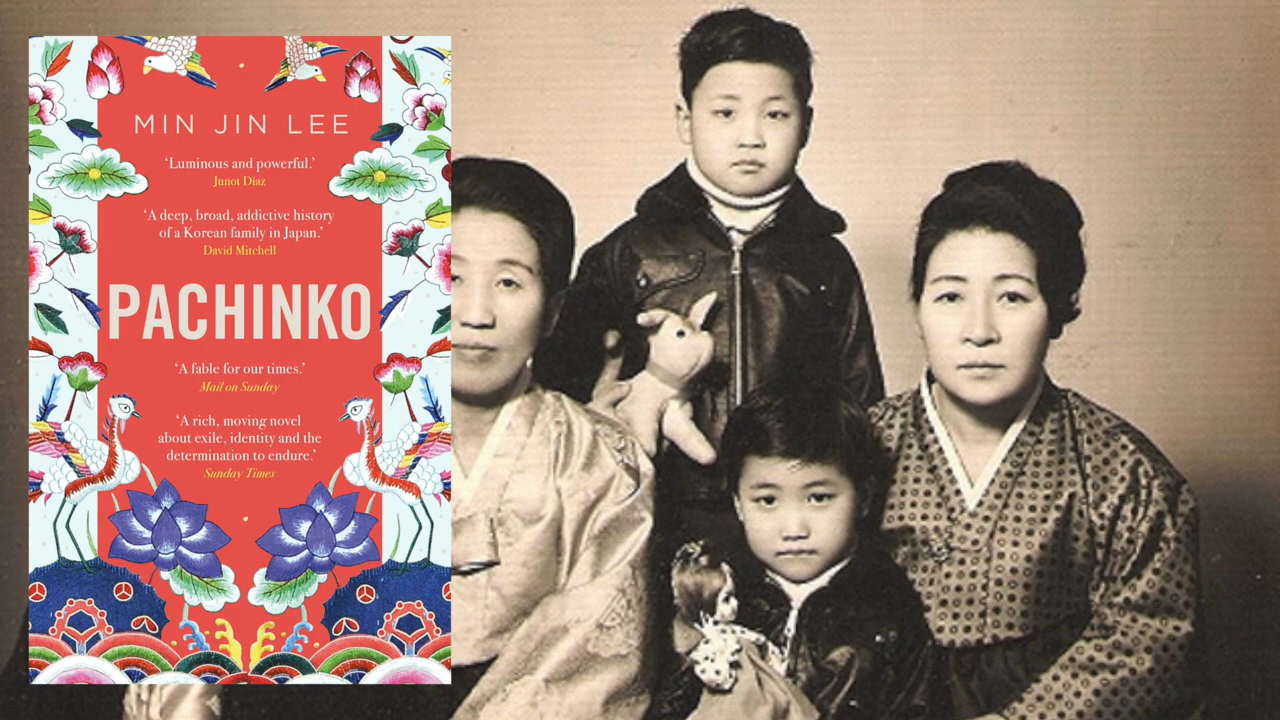 MIN JIN LEE
‘Luminous and powerful.’
Junot Díaz
‘A deep, broad, addictive history
of a Korean family in Japan.’
David Mitchell
PACHINKO
‘A fable for our times.’
Mail on Sunday
‘A rich, moving novel
about exile, identity and the
determination to endure.’
Sunday Times